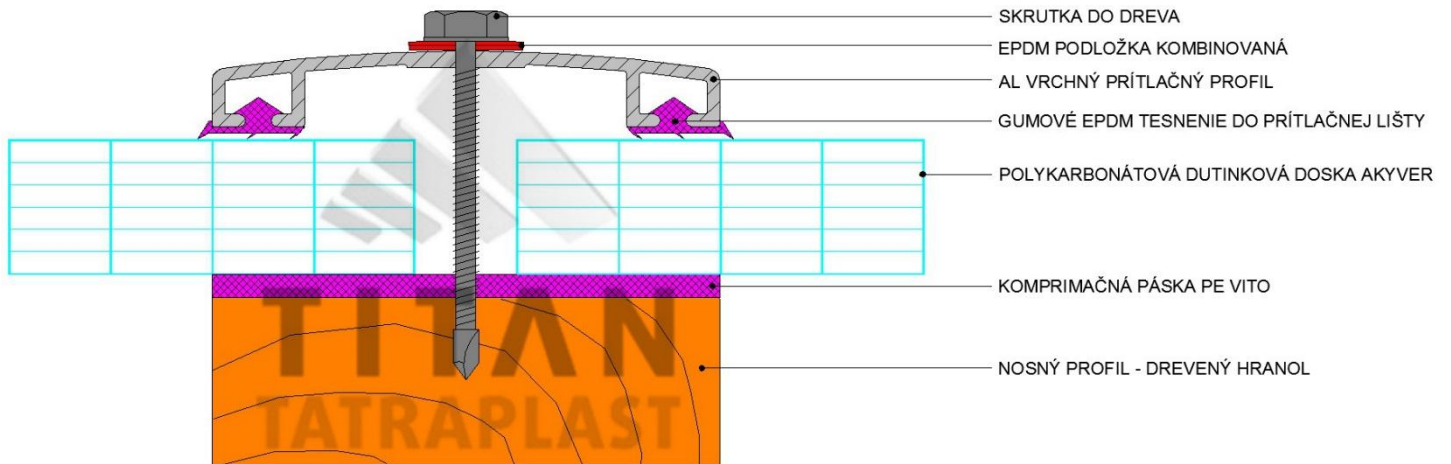 SKRUTKA DO DREVA
EPDM PODLOŽKA KOMBINOVANÁ
AL VRCHNÝ PRÍTLAČNÝ PROFIL
GUMOVÉ EPDM TESNENIE DO PRÍTLAČNEJ LIŠTY
POLYKARBONÁTOVÁ DUTINKOVÁ DOSKA AKYVER
KOMPRIMAČNÁ PÁSKA PE VITO
NOSNÝ PROFIL - DREVENÝ HRANOL
TITAN
TATRAPLAST